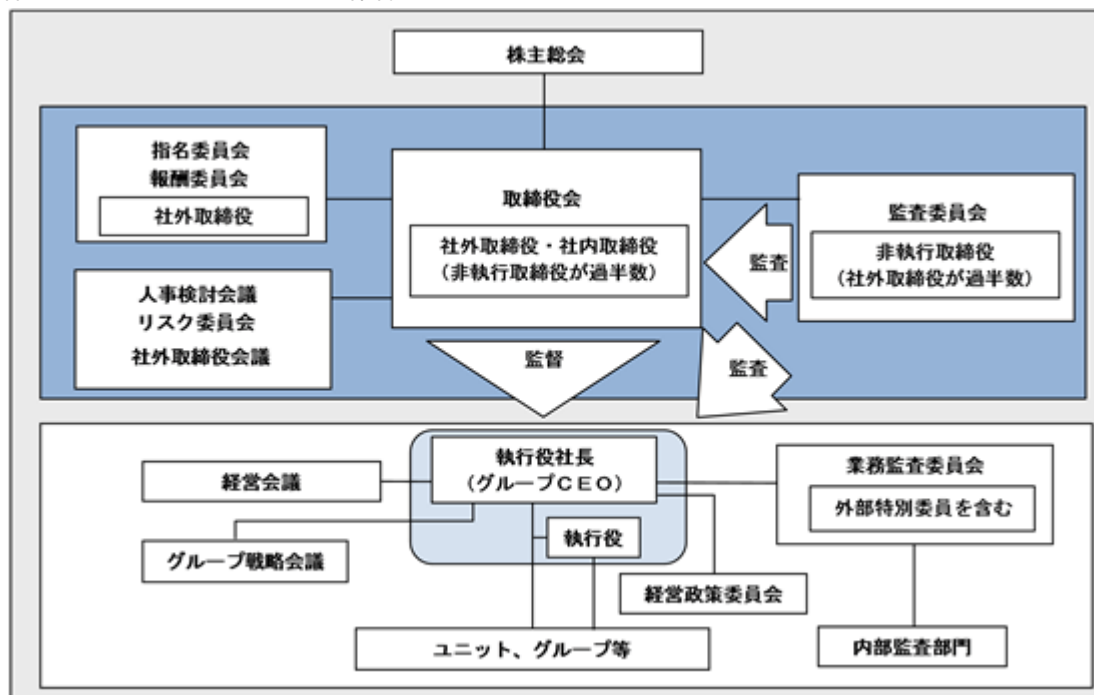 株主総会
指名委員会
報酬委員会
社外取締役
取締役会
社外取締役・社内取締役
（非執行取締役が過半数）
監査委員会
非執行取締役
（社外取締役が過半数）
監査
人事検討会議
リスク委員会
社外取締役会議
監督
監査
執行役社長
（グループＣＥＯ）
経営会議
グループ戦略会議
執行役
経営政策委員会
業務監査委員会
外部特別委員を含む
ユニット、グループ等
内部監査部門